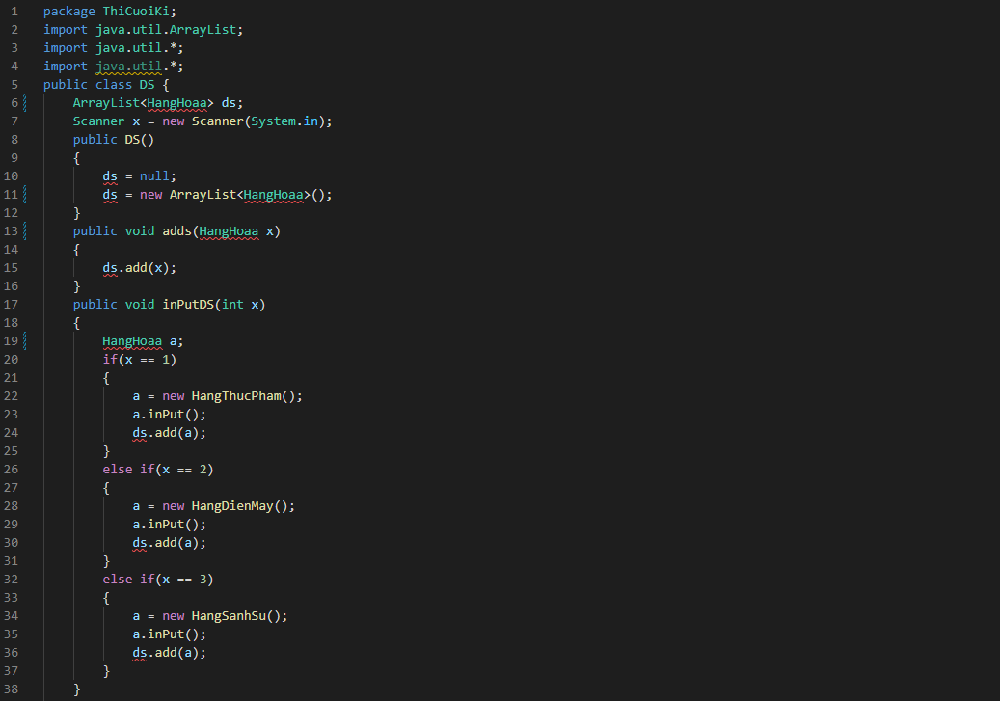 1 package ThiCuoiKi;
2 import java.util.ArrayList;
3 import java.util.*;
4 import java.util.*;
5 public class DS {
6     ArrayList<HangHoaa> ds;
7     Scanner x = new Scanner(System.in);
8     public DS()
9     {
10         ds = null;
11         ds = new ArrayList<HangHoaa>();
12     }
13     public void adds(HangHoaa x)
14     {
15         ds.add(x);
16     }
17     public void inPutDS(int x)
18     {
19         HangHoaa a;
20         if(x == 1)
21         {
22             a = new HangThucPham();
23             a.inPut();
24             ds.add(a);
25         }
26         else if(x == 2)
27         {
28             a = new HangDienMay();
29             a.inPut();
30             ds.add(a);
31         }
32         else if(x == 3)
33         {
34             a = new HangSanhSu();
35             a.inPut();
36             ds.add(a);
37         }
38     }